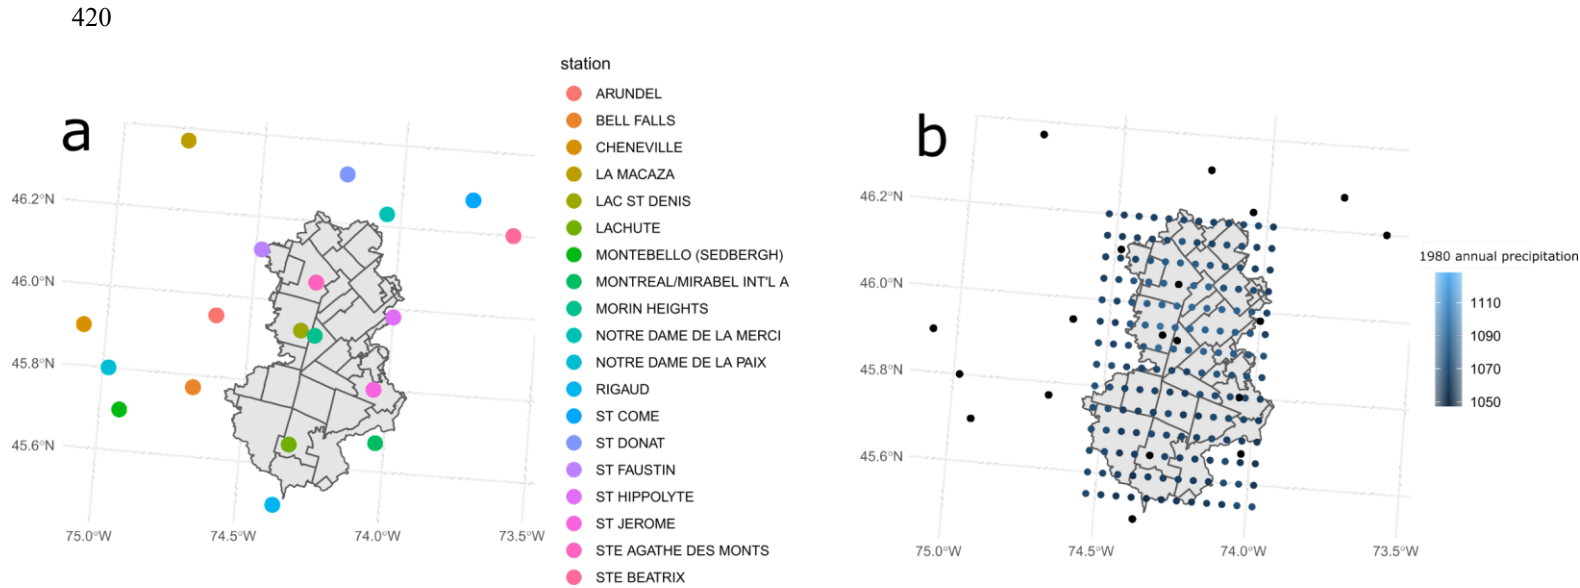 420
a
46.2°N
46.0°N
45.8°N
45.6°N
75.0°W
74.5°W
74.0°W
73.5°W
station
ARUNDEL
BELL FALLS
CHENEVILLE
LA MACAZA
LAC ST DENIS
LACHUTE
MONTEBELLO (SEDBERGH)
MONTREAL/MIRABEL INT'L A
MORIN HEIGHTS
NOTRE DAME DE LA MERCI
NOTRE DAME DE LA PAIX
RIGAUD
ST COME
ST DONAT
ST FAUSTIN
ST HIPPOLYTE
ST JEROME
STE AGATHE DES MONTS
STE BEATRIX
b
46.2°N
46.0°N
45.8°N
45.6°N
75.0°W
74.5°W
74.0°W
73.5°W
1980 annual precipitation
1110
1090
1070
1050